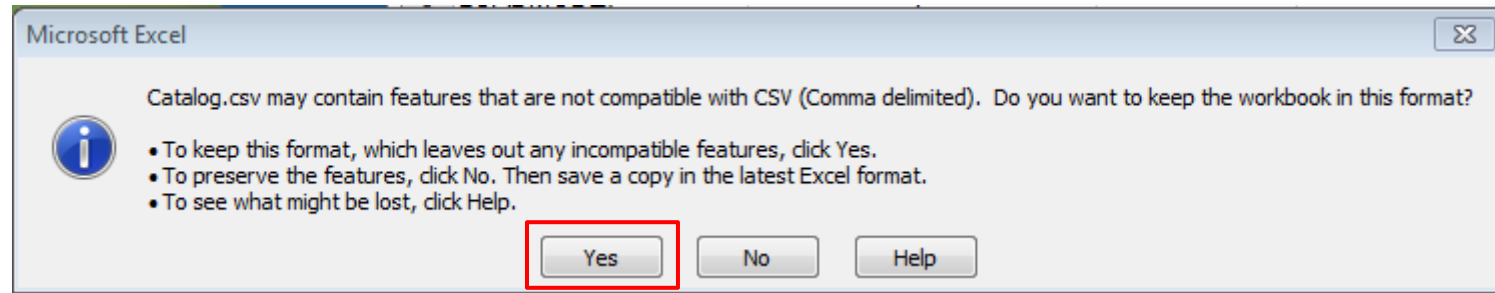 Microsoft Excel
Catalog.csv may contain features that are not compatible with CSV (Comma delimited).  Do you want to keep the workbook in this format?
• To keep this format, which leaves out any incompatible features, click Yes.
• To preserve the features, click No. Then save a copy in the latest Excel format.
• To see what might be lost, click Help.
Yes No Help